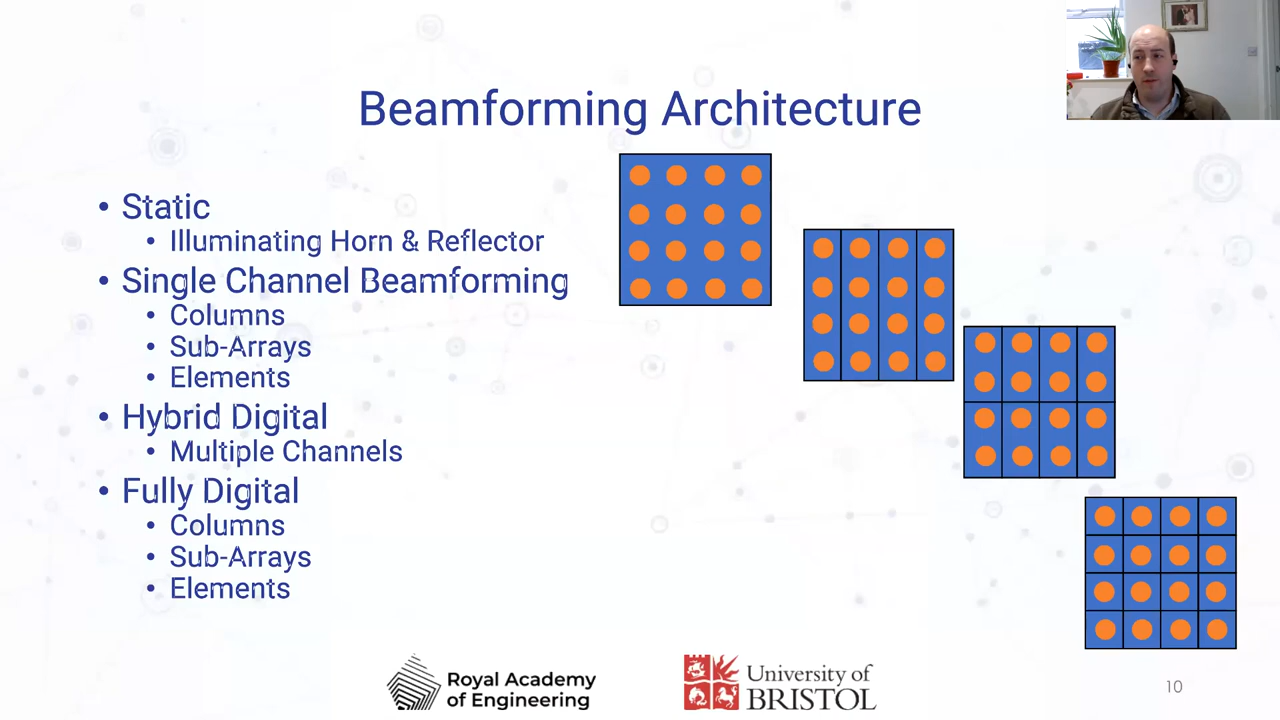 Beamforming Architecture
Static
Illuminating Horn & Reflector
Single Channel Beamforming
Columns
Sub-Arrays
Elements
Hybrid Digital
Multiple Channels
Fully Digital
Columns
Sub-Arrays
Elements
Royal Academy
of Engineering
University of
BRISTOL
10